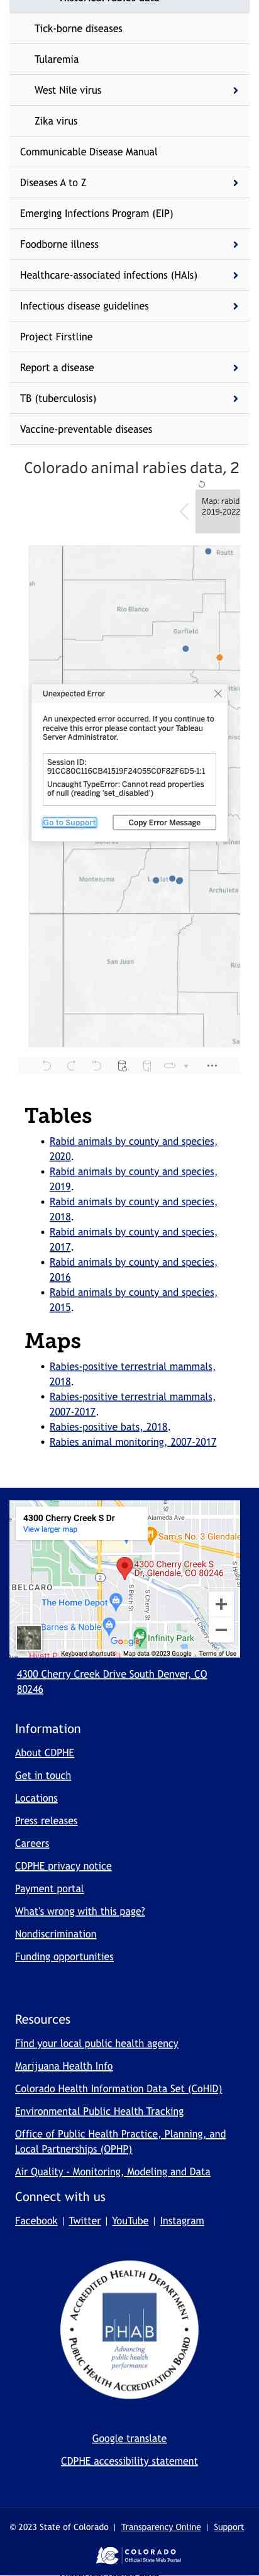 Tick-borne diseases
Tularemia
West Nile virus
Zika virus
Communicable Disease Manual
Diseases A to Z
Emerging Infections Program (EIP)
Foodborne illness
Healthcare-associated infections (HAIs)
Infectious disease guidelines
Project Firstline
Report a disease
TB (tuberculosis)
Vaccine-preventable diseases
Colorado animal rabies data, 2
Map: rabid
2019-2022
Routt
Rio Blanco
Garfield
Unexpected Error
An unexpected error occurred. If you continue to
receive this error please contact your Tableau
Server Administrator.
Session ID:
91CC80C116CB41519F24055C0F82F6D5-1:1
Uncaught TypeError: Cannot read properties
of null (reading 'set_disabled')
Go to Support
Copy Error Message
Montezuma
Archuleta
San Juan
Tables
• Rabid animals by county and species,
2020.
• Rabid animals by county and species,
2019.
• Rabid animals by county and species,
2018.
• Rabid animals by county and species,
2017.
• Rabid animals by county and species,
2016
• Rabid animals by county and species,
2015.
Maps
• Rabies-positive terrestrial mammals,
2018.
• Rabies-positive terrestrial mammals,
2007-2017.
• Rabies-positive bats, 2018.
• Rabies animal monitoring, 2007-2017
4300 Cherry Creek S Dr
View larger map
Alameda Ave
Sam's No. 3 Glendale
4300 Cherry Creek S
Dr, Glendale, CO 80246
BELCARO
S Birch St
S Cherry St
The Home Depot
Barnes & Noble
Google
Infinity Park
Keyboard shortcuts
Map data ©2023 Google
Terms of Use
4300 Cherry Creek Drive South Denver, CO
80246
Information
About CDPHE
Get in touch
Locations
Press releases
Careers
CDPHE privacy notice
Payment portal
What's wrong with this page?
Nondiscrimination
Funding opportunities
Resources
Find your local public health agency
Marijuana Health Info
Colorado Health Information Data Set (CoHID)
Environmental Public Health Tracking
Office of Public Health Practice, Planning, and
Local Partnerships (OPHP)
Air Quality - Monitoring, Modeling and Data
Connect with us
Facebook | Twitter | YouTube | Instagram
ACCREDITED HEALTH DEPARTMENT
PHAB
Advancing
public health
performance
PUBLIC HEALTH ACCREDITATION BOARD
Google translate
CDPHE accessibility statement
© 2023 State of Colorado | Transparency Online | Support
COLORADO
Official State Web Portal